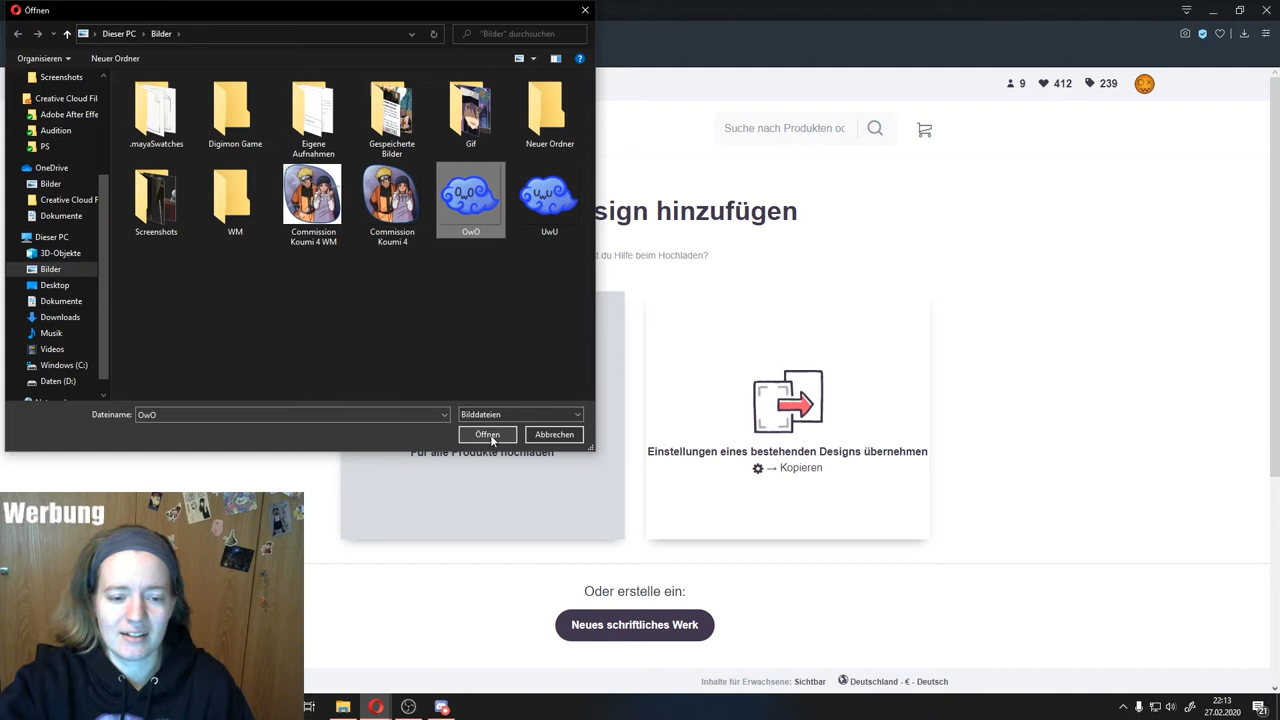 Öffnen
Dieser PC
Bilder
"Bilder" durchsuchen
Organisieren
Neuer Ordner
Screenshots
Creative Cloud Fil
Adobe After Effe
Audition
PS
OneDrive
Bilder
Creative Cloud F
Dokumente
Dieser PC
3D-Objekte
Bilder
Desktop
Dokumente
Downloads
Musik
Videos
Windows (C:)
Daten (D:)
.mayaSwatches
Digimon Game
Eigene
Aufnahmen
Gespeicherte
Bilder
Gif
Neuer Ordner
Screenshots
WM
Commission
Koumi 4 WM
Commission
Koumi 4
OwO
UwU
Dateiname:
OwO
Bilddateien
Öffnen
Abbrechen
9
412
239
Suche nach Produkten oc
sign hinzufügen
t du Hilfe beim Hochladen?
Für alle Produkte hochladen
Einstellungen eines bestehenden Designs übernehmen
→ Kopieren
Oder erstelle ein:
Neues schriftliches Werk
Inhalte für Erwachsene: Sichtbar
Deutschland - € - Deutsch
Werbung
22:13
27.02.2020
21